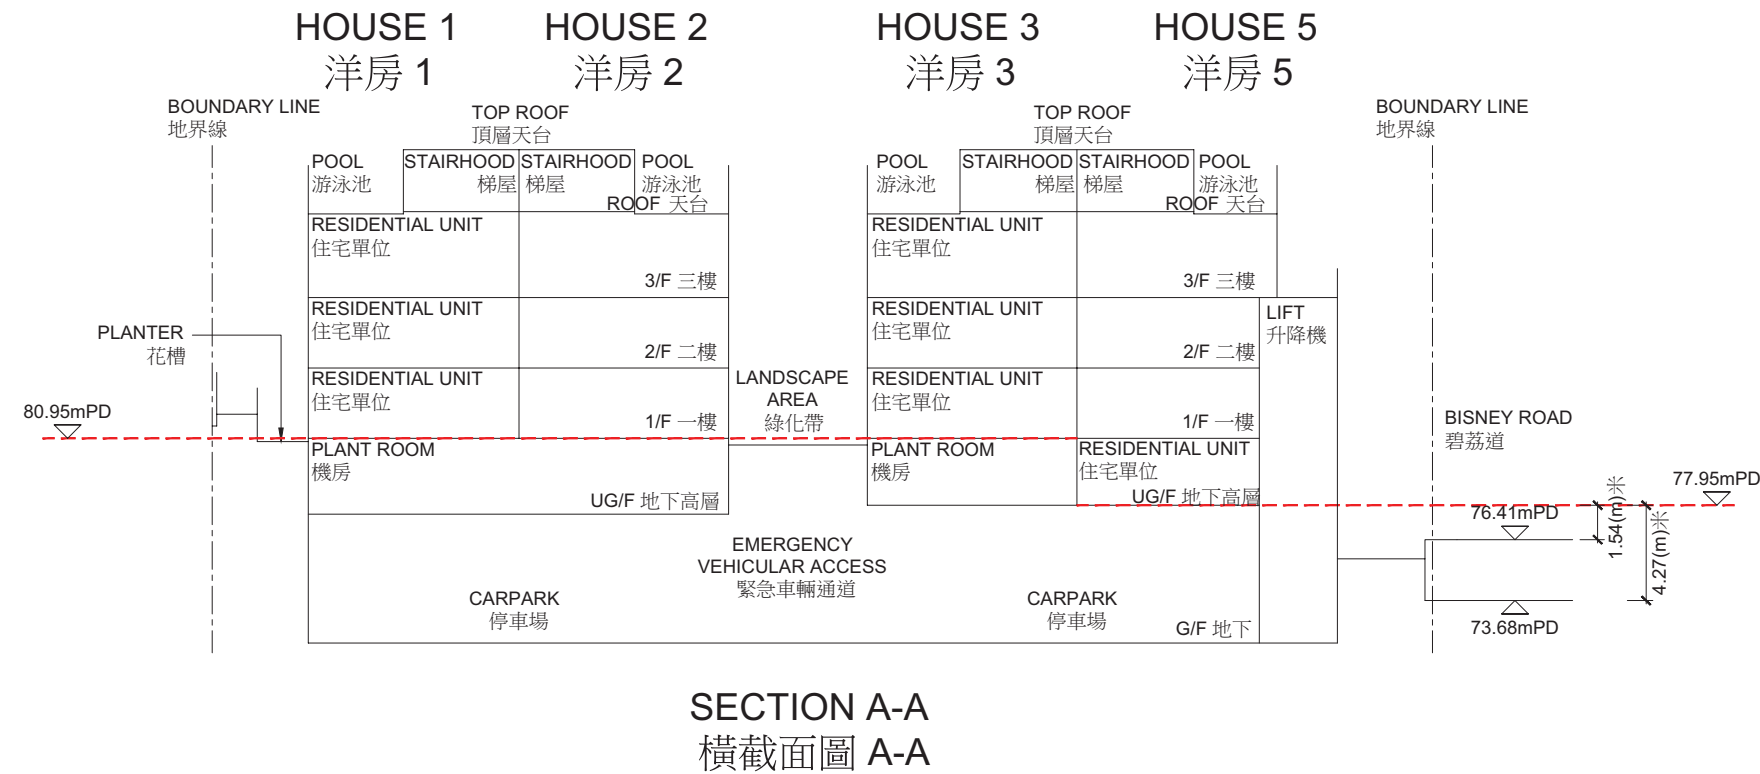 HOUSE 1
洋房 1
HOUSE 2
洋房 2
HOUSE 3
洋房 3
HOUSE 5
洋房 5
BOUNDARY LINE
地界線
TOP ROOF
頂層天台
TOP ROOF
頂層天台
BOUNDARY LINE
地界線
POOL
游泳池
STAIRHOOD
梯屋
STAIRHOOD
梯屋
POOL
游泳池
ROOF 天台
POOL
游泳池
STAIRHOOD
梯屋
STAIRHOOD
梯屋
POOL
游泳池
ROOF 天台
RESIDENTIAL UNIT
住宅單位
3/F 三樓
RESIDENTIAL UNIT
住宅單位
3/F 三樓
RESIDENTIAL UNIT
住宅單位
2/F 二樓
RESIDENTIAL UNIT
住宅單位
2/F 二樓
LIFT
升降機
PLANTER
花槽
RESIDENTIAL UNIT
住宅單位
1/F 一樓
LANDSCAPE
AREA
綠化帶
RESIDENTIAL UNIT
住宅單位
1/F 一樓
80.95mPD
BISNEY ROAD
碧荔道
PLANT ROOM
機房
UG/F 地下高層
PLANT ROOM
機房
RESIDENTIAL UNIT
住宅單位
UG/F 地下高層
77.95mPD
76.41mPD
1.54(m)米
4.27(m)米
73.68mPD
EMERGENCY
VEHICULAR ACCESS
緊急車輛通道
CARPARK
停車場
CARPARK
停車場
G/F 地下
SECTION A-A
橫截面圖 A-A